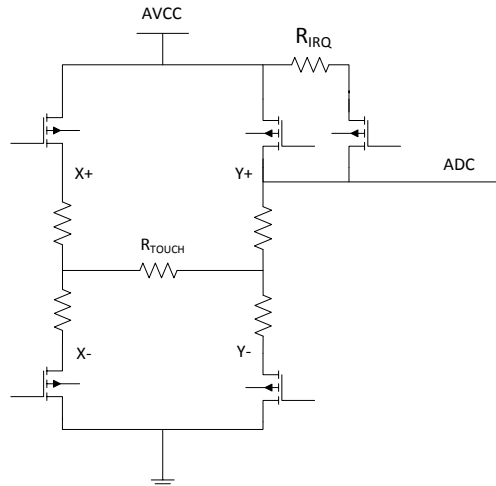 AVCC
RIRQ
ADC
X+
Y+
RTOUCH
X-
Y-